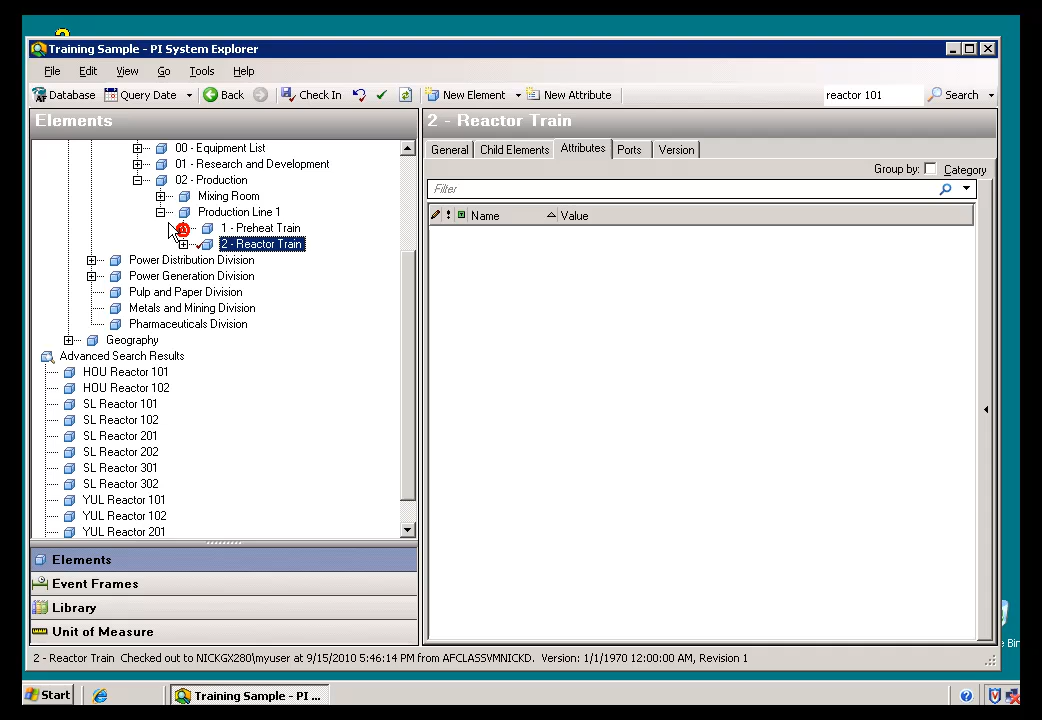 Training Sample - PI System Explorer
File Edit View Go Tools Help
Database Query Date Back Check In New Element New Attribute reactor 101 Search
Elements
2 - Reactor Train
00 - Equipment List
01 - Research and Development
02 - Production
Mixing Room
Production Line 1
1 - Preheat Train
2 - Reactor Train
Power Distribution Division
Power Generation Division
Pulp and Paper Division
Metals and Mining Division
Pharmaceuticals Division
Geography
Advanced Search Results
HOU Reactor 101
HOU Reactor 102
SL Reactor 101
SL Reactor 102
SL Reactor 201
SL Reactor 202
SL Reactor 301
SL Reactor 302
YUL Reactor 101
YUL Reactor 102
YUL Reactor 201
General Child Elements Attributes Ports Version
Group by: Category
Filter
Name Value
Elements
Event Frames
Library
Unit of Measure
2 - Reactor Train Checked out to NICKGX280\myuser at 9/15/2010 5:46:14 PM from AFCLASSVMNICKD. Version: 1/1/1970 12:00:00 AM, Revision 1
Start Training Sample - PI ...